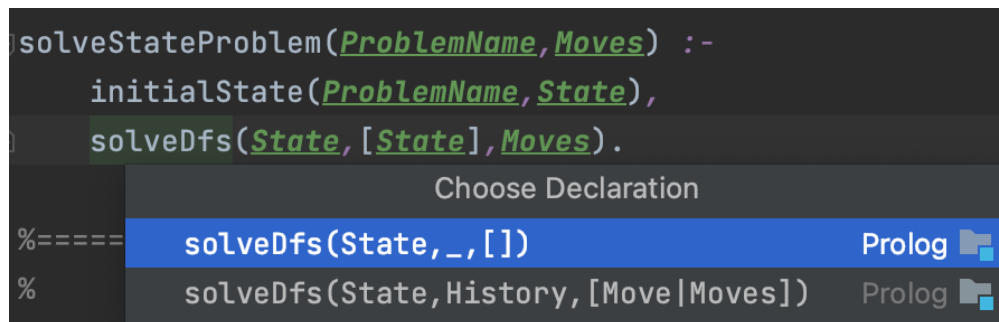 solveStateProblem(ProblemName,Moves) :-
initialState(ProblemName,State),
solveDfs(State,[State],Moves).
Choose Declaration
%=====
solveDfs(State,_,[]) Prolog
%
solveDfs(State,History,[Move|Moves]) Prolog